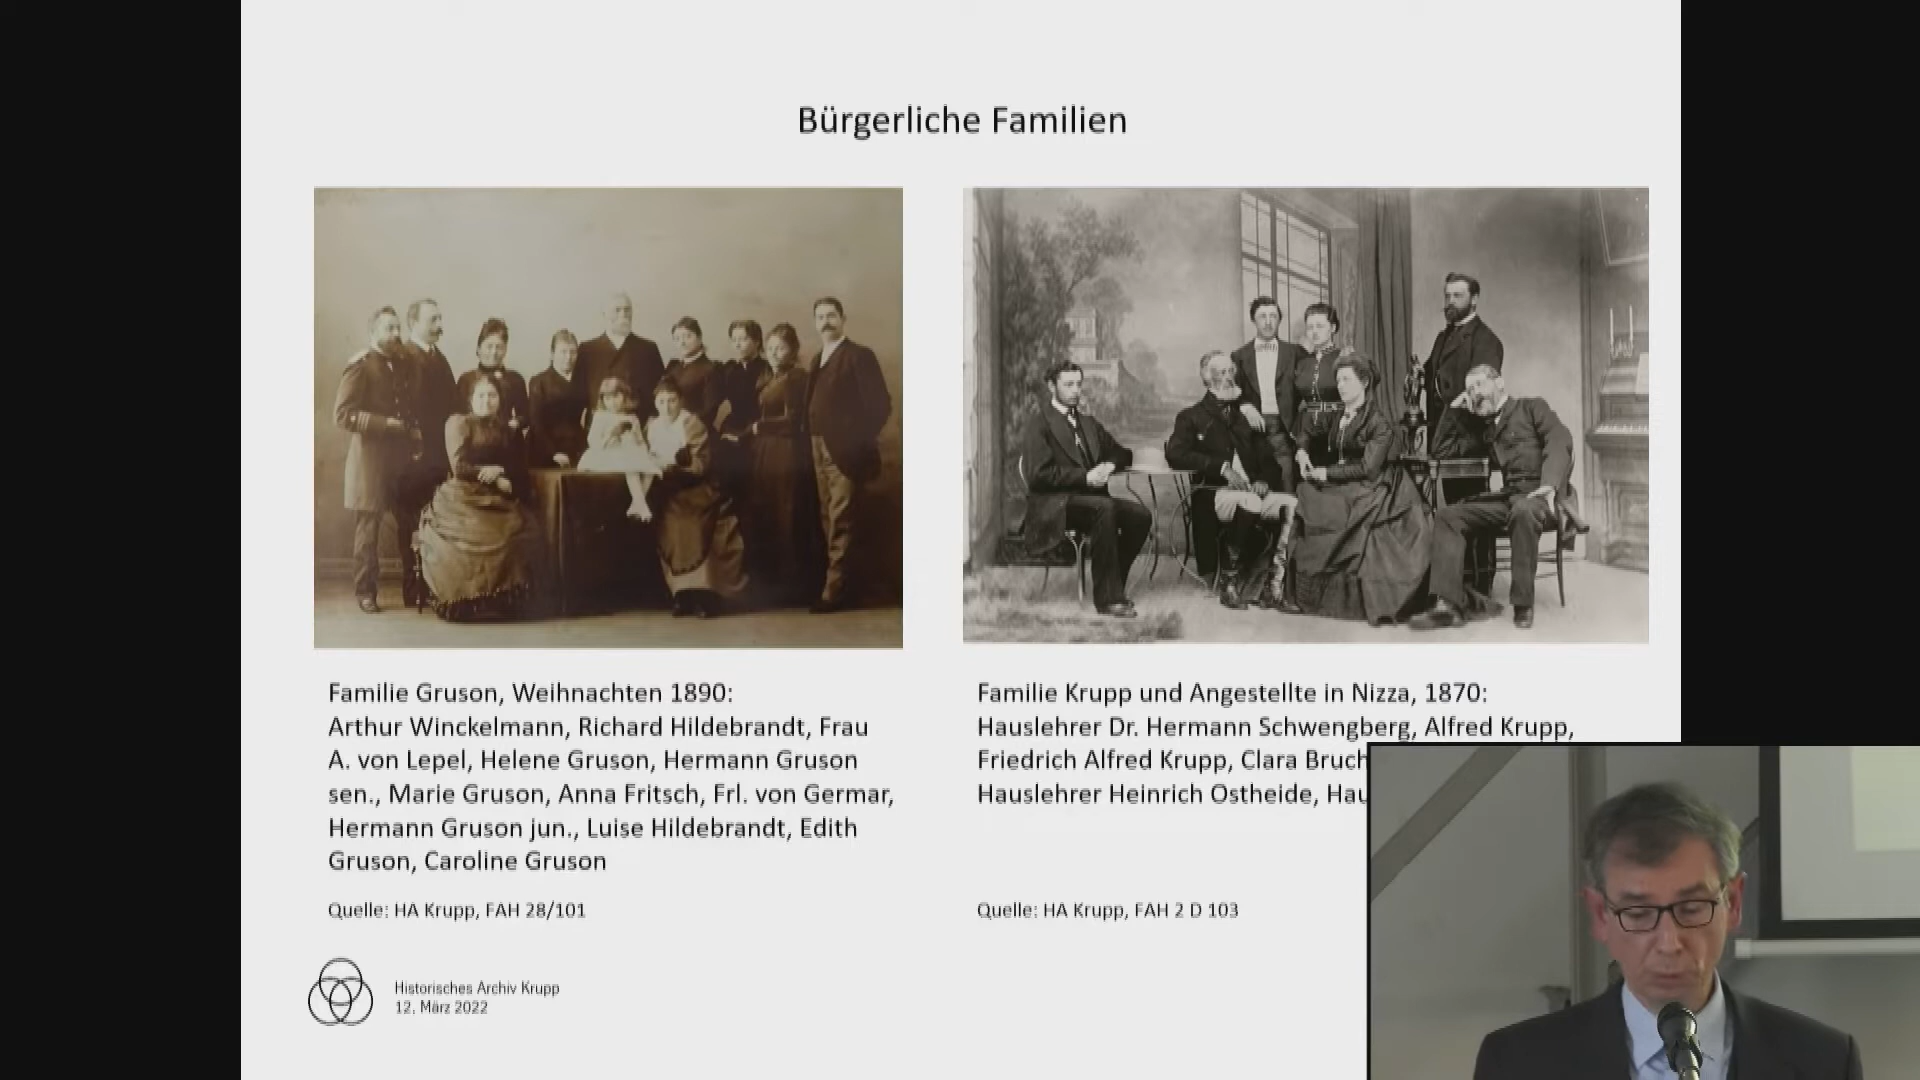 Bürgerliche Familien
Familie Gruson, Weihnachten 1890:
Arthur Winckelmann, Richard Hildebrandt, Frau
A. von Lepel, Helene Gruson, Hermann Gruson
sen., Marie Gruson, Anna Fritsch, Frl. von Germar,
Hermann Gruson jun., Luise Hildebrandt, Edith
Gruson, Caroline Gruson
Quelle: HA Krupp, FAH 28/101
Familie Krupp und Angestellte in Nizza, 1870:
Hauslehrer Dr. Hermann Schwengberg, Alfred Krupp,
Friedrich Alfred Krupp, Clara Bruch
Hauslehrer Heinrich Ostheide, Hau
Quelle: HA Krupp, FAH 2 D 103
Historisches Archiv Krupp
12. März 2022